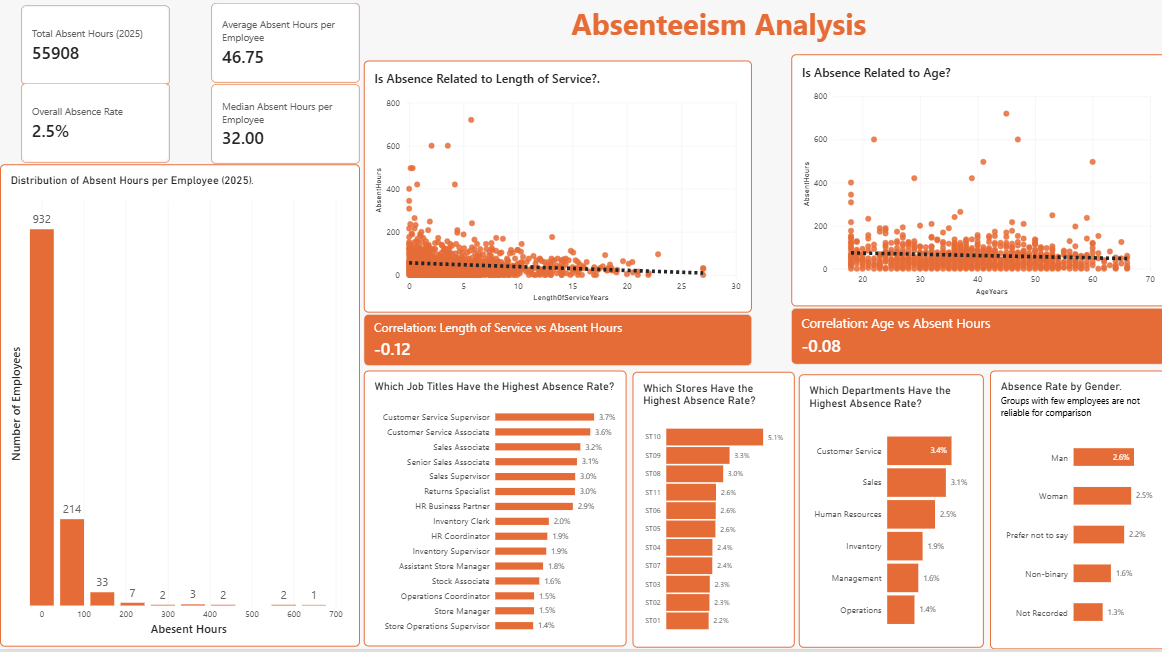 Absenteeism Analysis
Total Absent Hours (2025)
55908
Average Absent Hours per
Employee
46.75
Overall Absence Rate
2.5%
Median Absent Hours per
Employee
32.00
Distribution of Absent Hours per Employee (2025).
Number of Employees
932
214
33
7
2
3
2
2
1
0
100
200
300
400
500
600
700
Absent Hours
Is Absence Related to Length of Service?.
AbsentHours
800
600
400
200
0
0
5
10
15
20
25
30
LengthOfServiceYears
Correlation: Length of Service vs Absent Hours
-0.12
Is Absence Related to Age?
AbsentHours
800
600
400
200
0
20
30
40
50
60
70
AgeYears
Correlation: Age vs Absent Hours
-0.08
Which Job Titles Have the Highest Absence Rate?
Customer Service Supervisor 3.7%
Customer Service Associate 3.6%
Sales Associate 3.2%
Senior Sales Associate 3.1%
Sales Supervisor 3.0%
Returns Specialist 3.0%
HR Business Partner 2.9%
Inventory Clerk 2.0%
HR Coordinator 1.9%
Inventory Supervisor 1.9%
Assistant Store Manager 1.8%
Stock Associate 1.6%
Operations Coordinator 1.5%
Store Manager 1.5%
Store Operations Supervisor 1.4%
Which Stores Have the
Highest Absence Rate?
ST10 5.1%
ST09 3.3%
ST08 3.0%
ST11 2.6%
ST06 2.6%
ST05 2.6%
ST04 2.4%
ST07 2.4%
ST03 2.3%
ST02 2.3%
ST01 2.2%
Which Departments Have the
Highest Absence Rate?
Customer Service 3.4%
Sales 3.1%
Human Resources 2.5%
Inventory 1.9%
Management 1.6%
Operations 1.4%
Absence Rate by Gender.
Groups with few employees are not
reliable for comparison
Man 2.6%
Woman 2.5%
Prefer not to say 2.2%
Non-binary 1.6%
Not Recorded 1.3%